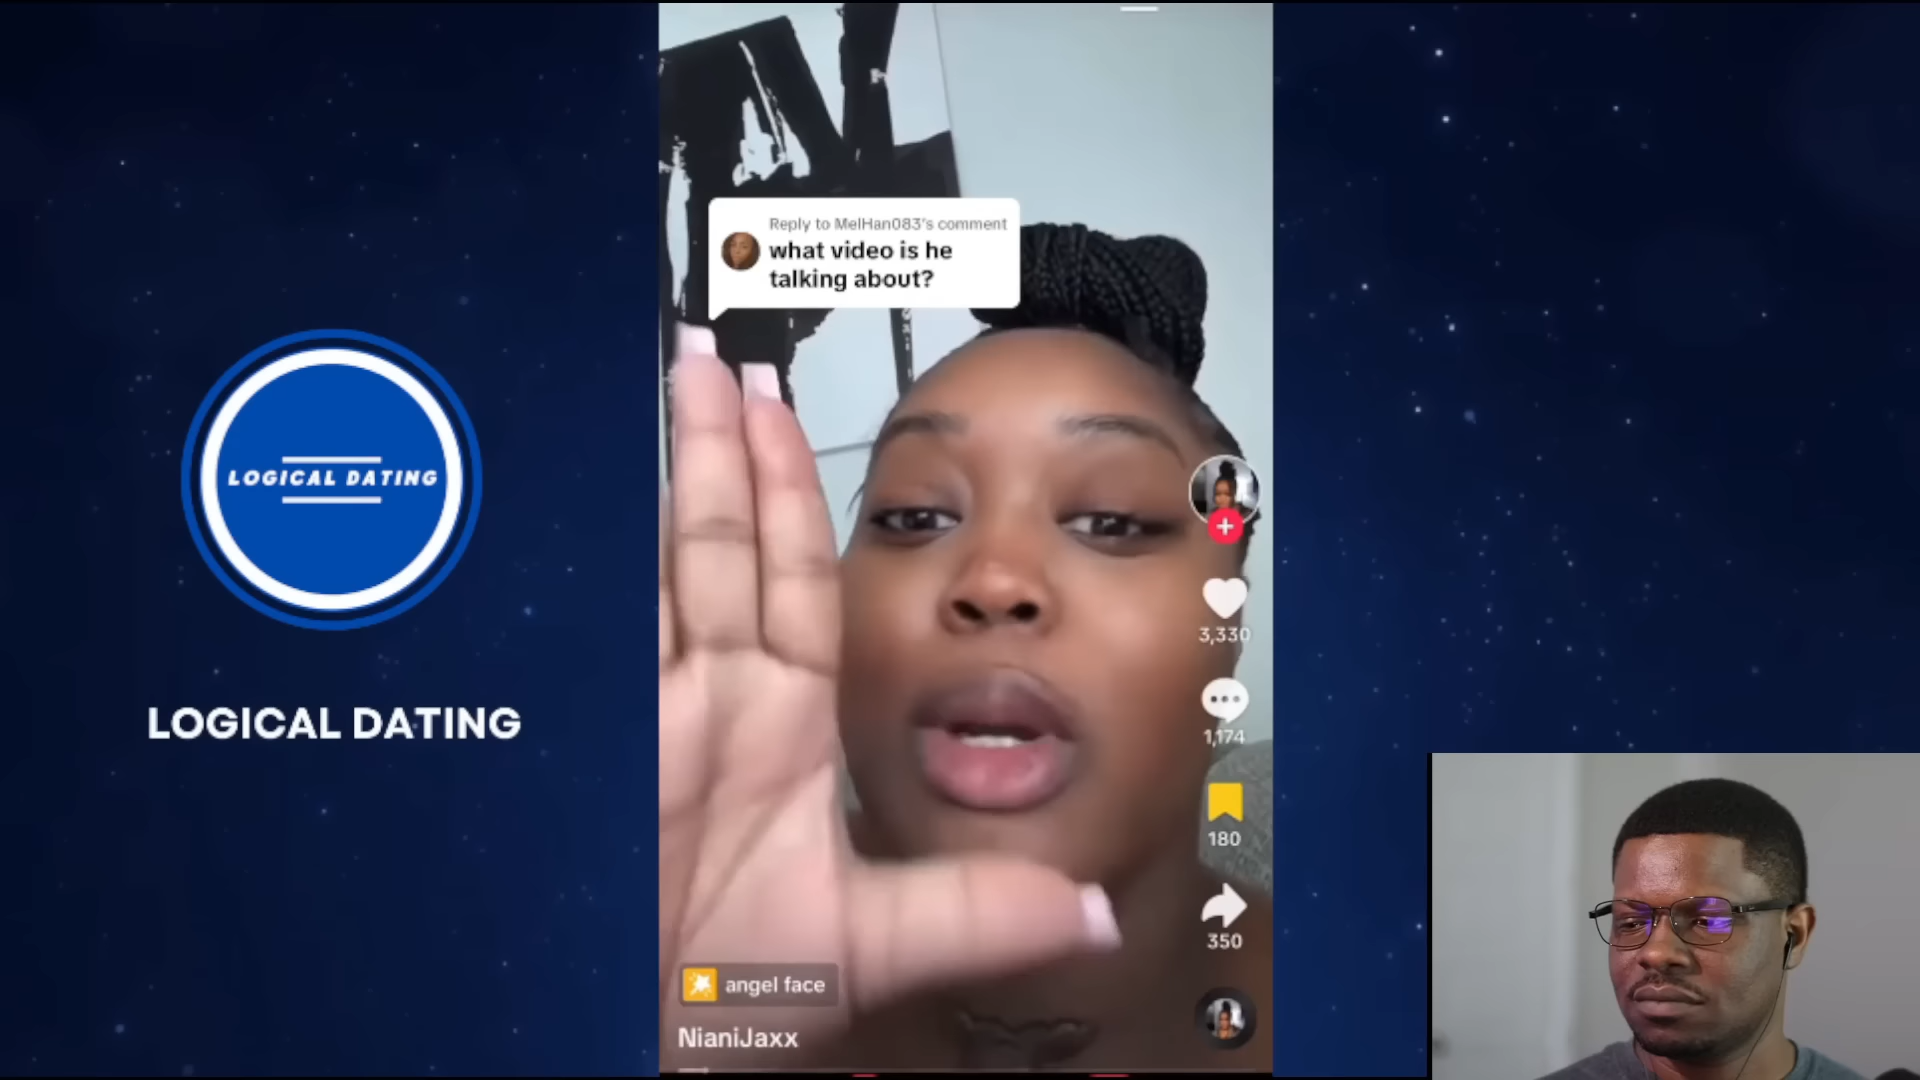 Reply to MelHan083's comment
what video is he
talking about?
LOGICAL DATING
LOGICAL DATING
3,330
1,174
180
350
angel face
NianiJaxx